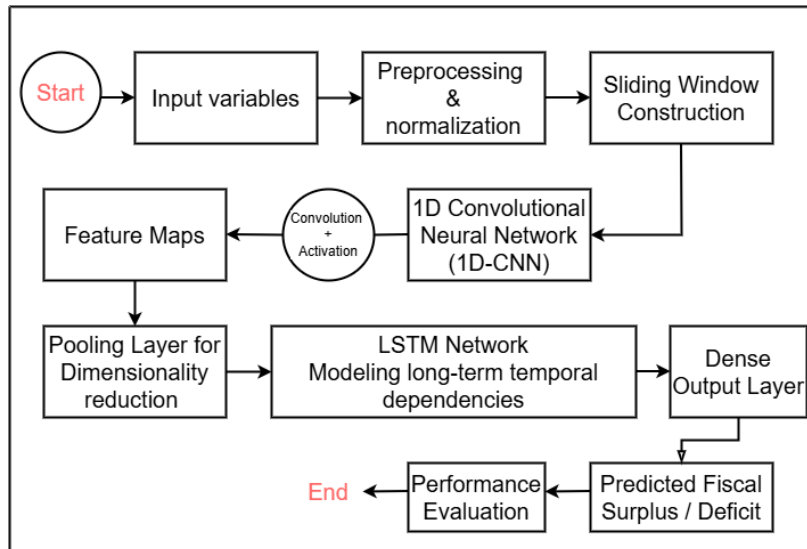 Start
Input variables
Preprocessing
&
normalization
Sliding Window
Construction
1D Convolutional
Neural Network
(1D-CNN)
Convolution
+
Activation
Feature Maps
Pooling Layer for
Dimensionality
reduction
LSTM Network
Modeling long-term temporal
dependencies
Dense
Output Layer
Predicted Fiscal
Surplus / Deficit
Performance
Evaluation
End